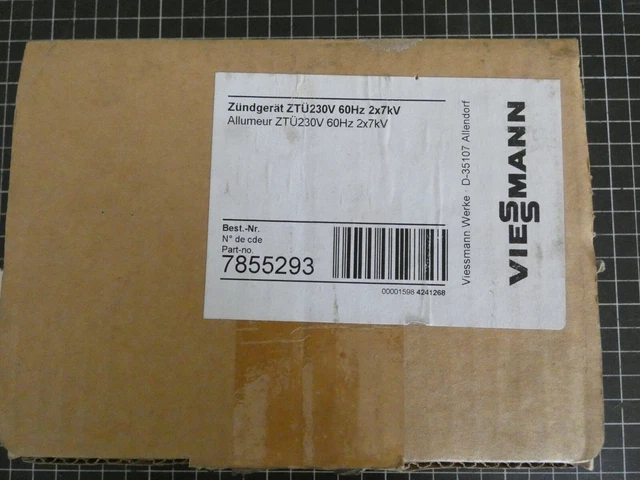 Zündgerät ZTÜ230V 60Hz 2x7kV
Allumeur ZTÜ230V 60Hz 2x7kV
Best.-Nr.
N° de cde
Part-no.
7855293
00001598 4241268
Viessmann Werke · D-35107 Allendorf
VIESSMANN